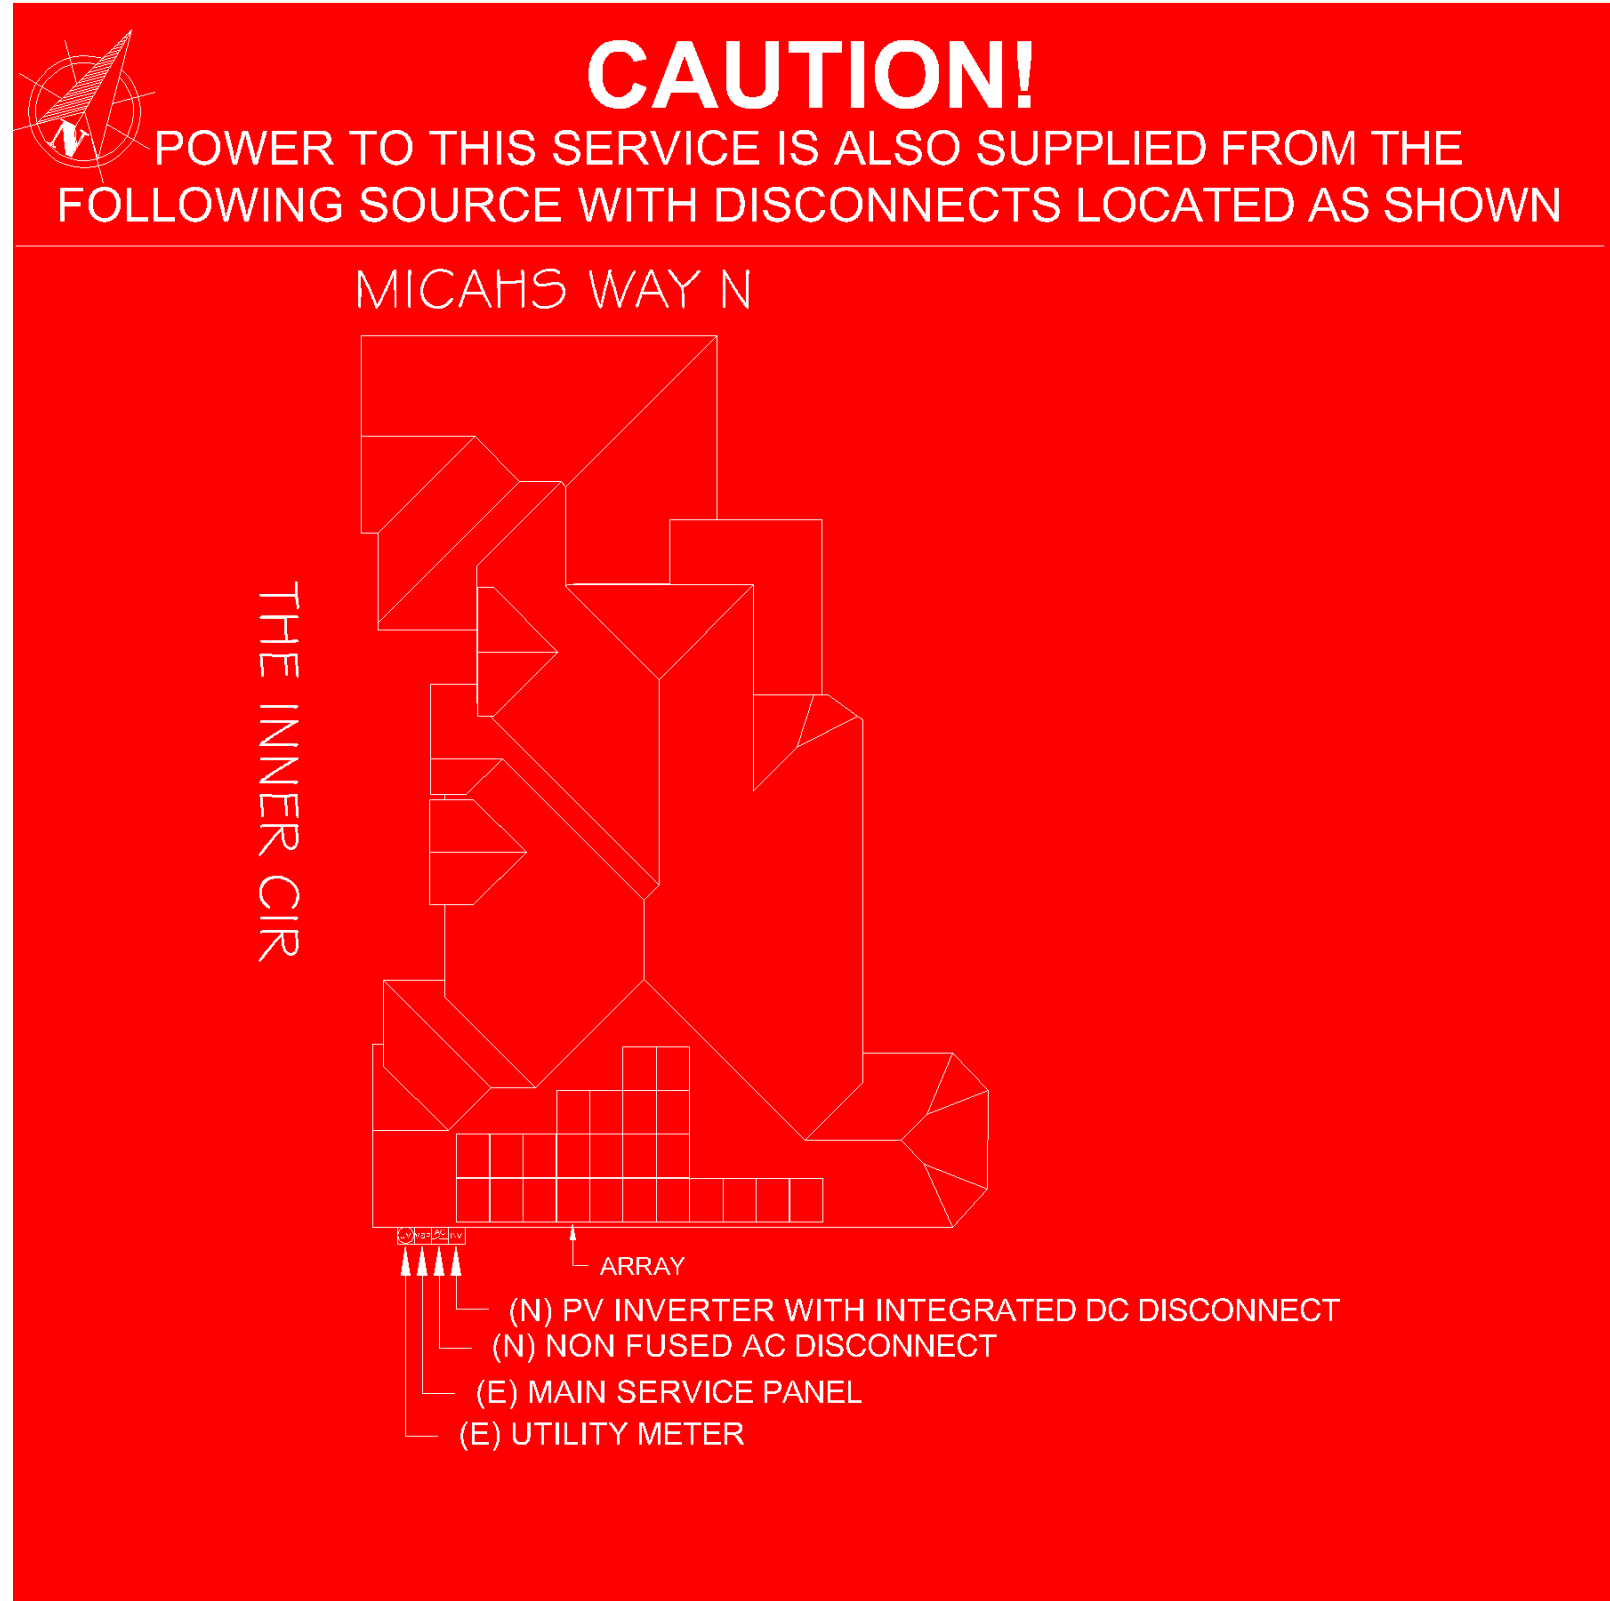 CAUTION!
N
POWER TO THIS SERVICE IS ALSO SUPPLIED FROM THE
FOLLOWING SOURCE WITH DISCONNECTS LOCATED AS SHOWN
MICAHS WAY N
THE INNER CIR
MSP
AC
ARRAY
(N) PV INVERTER WITH INTEGRATED DC DISCONNECT
(N) NON FUSED AC DISCONNECT
(E) MAIN SERVICE PANEL
(E) UTILITY METER